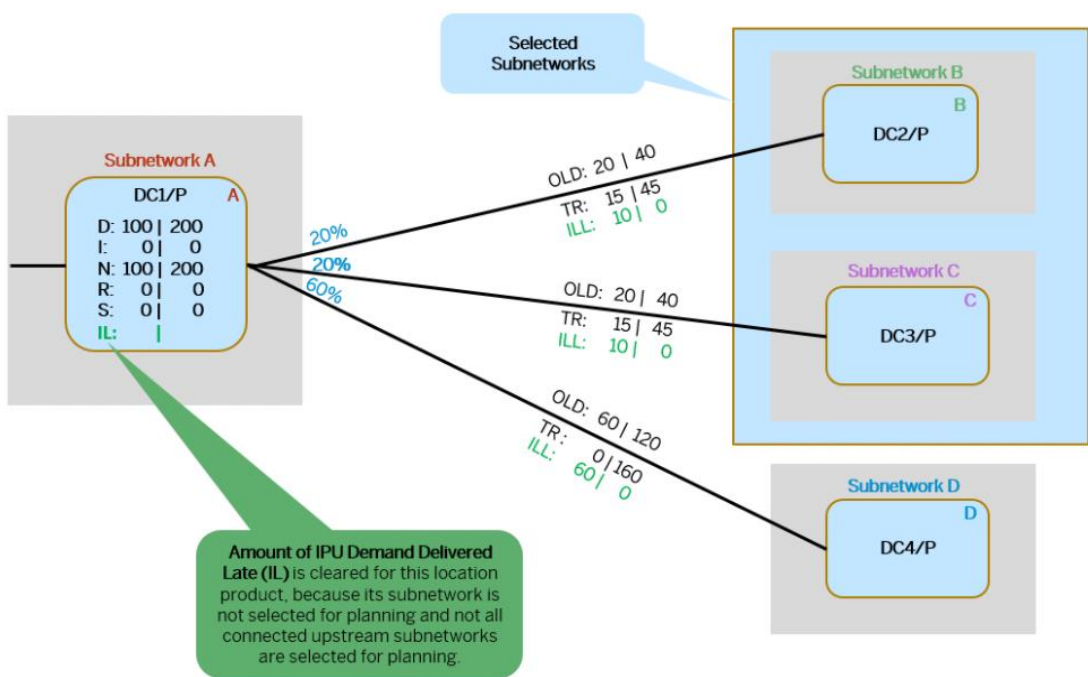 Selected
Subnetworks
Subnetwork B
B
DC2/P
Subnetwork A
A
DC1/P
D: 100 | 200
I: 0 | 0
N: 100 | 200
R: 0 | 0
S: 0 | 0
IL: |
20%
20%
60%
OLD: 20 | 40
TR: 15 | 45
ILL: 10 | 0
Subnetwork C
C
DC3/P
OLD: 20 | 40
TR: 15 | 45
ILL: 10 | 0
OLD: 60 | 120
TR: 0 | 160
ILL: 60 | 0
Subnetwork D
D
DC4/P
Amount of IPU Demand Delivered
Late (IL) is cleared for this location
product, because its subnetwork is
not selected for planning and not all
connected upstream subnetworks
are selected for planning.